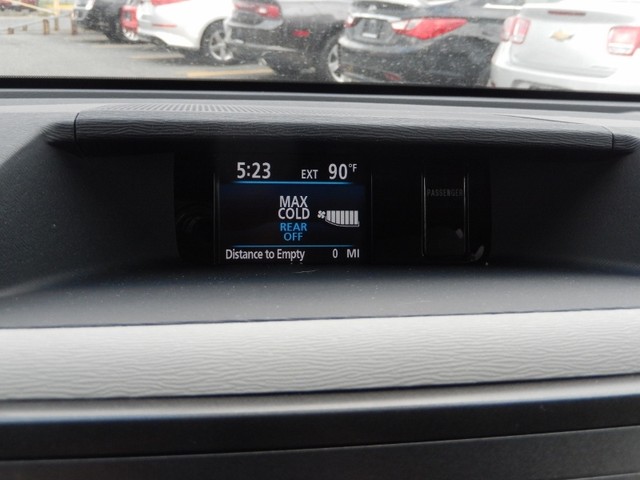 5:23 EXT 90°F
MAX
COLD
REAR
OFF
Distance to Empty 0 MI
PASSENGER